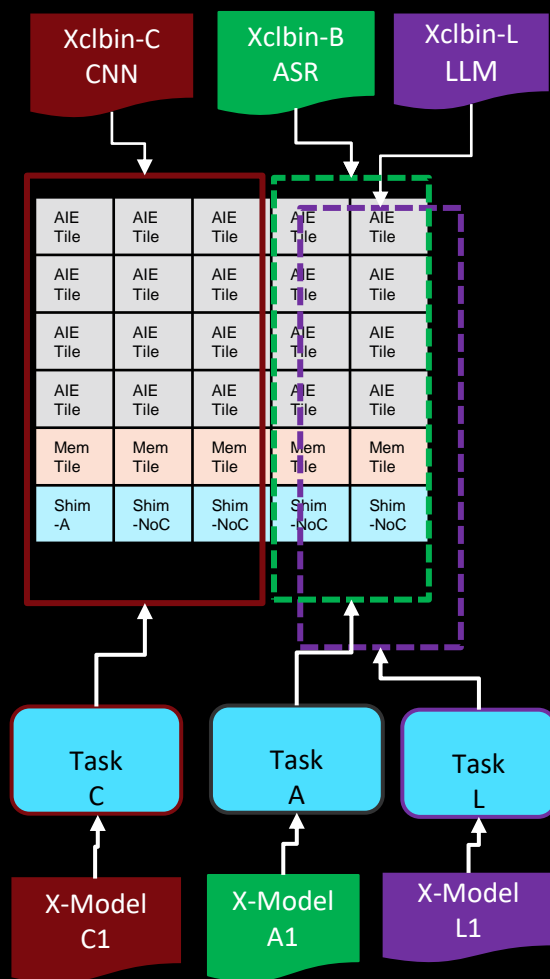 Xclbin-C
CNN
Xclbin-B
ASR
Xclbin-L
LLM
AIE AIE AIE AIE AIE
Tile Tile Tile Tile Tile
AIE AIE AIE AIE AIE
Tile Tile Tile Tile Tile
AIE AIE AIE AIE AIE
Tile Tile Tile Tile Tile
AIE AIE AIE AIE AIE
Tile Tile Tile Tile Tile
Mem Mem Mem Mem Mem
Tile Tile Tile Tile Tile
Shim Shim Shim Shim Shim
-A -NoC -NoC -NoC -NoC
Task
C
Task
A
Task
L
X-Model
C1
X-Model
A1
X-Model
L1